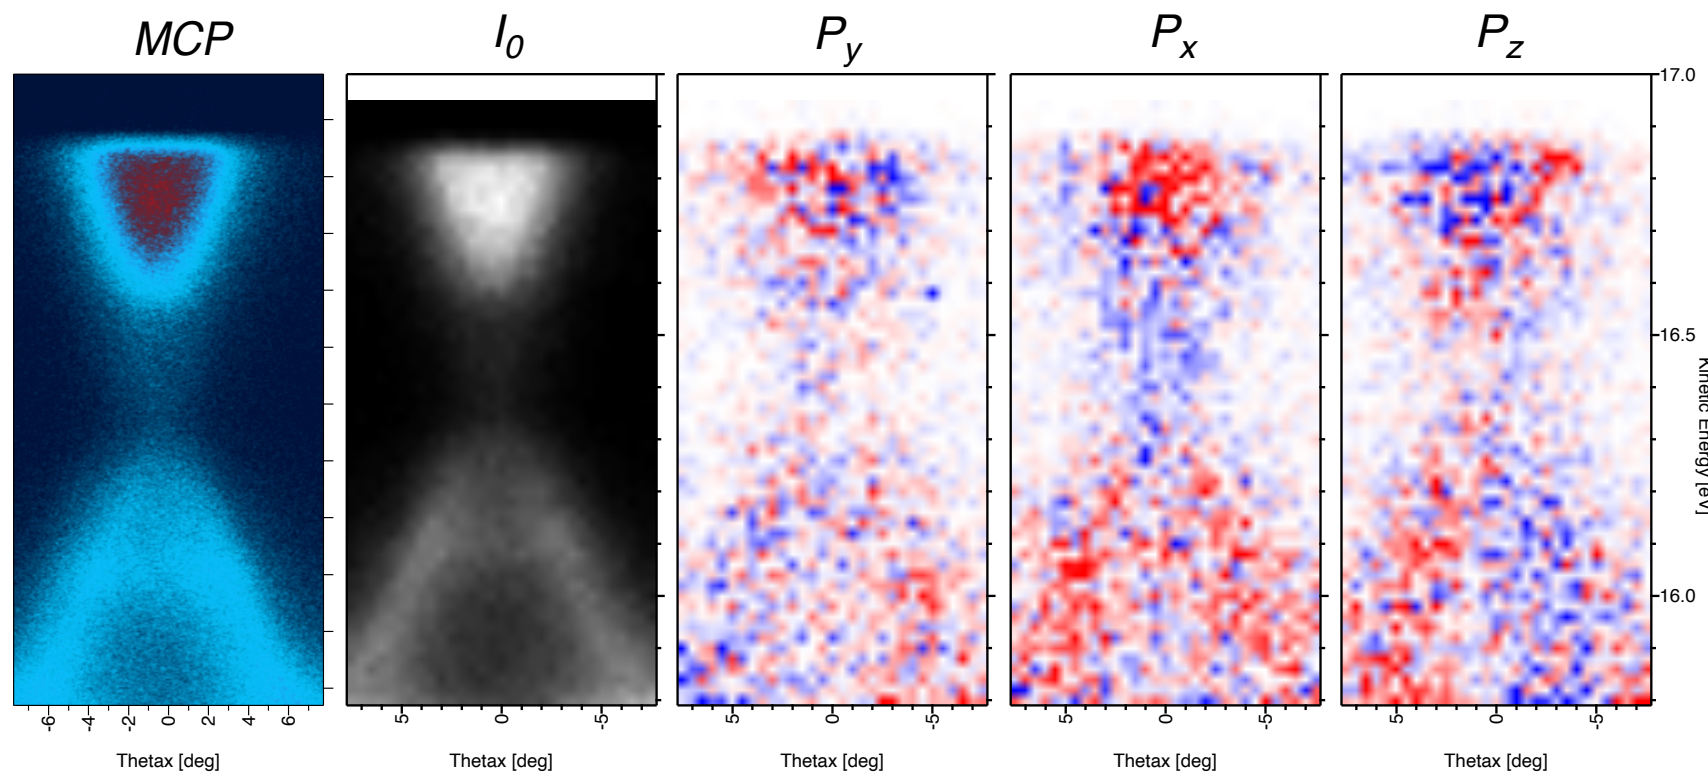 MCP
I0
Py
Px
Pz
17.0
16.5
16.0
Kinetic Energy [eV]
-6 -4 -2 0 2 4 6
5 0 -5
5 0 -5
5 0 -5
5 0 -5
Thetax [deg]
Thetax [deg]
Thetax [deg]
Thetax [deg]
Thetax [deg]